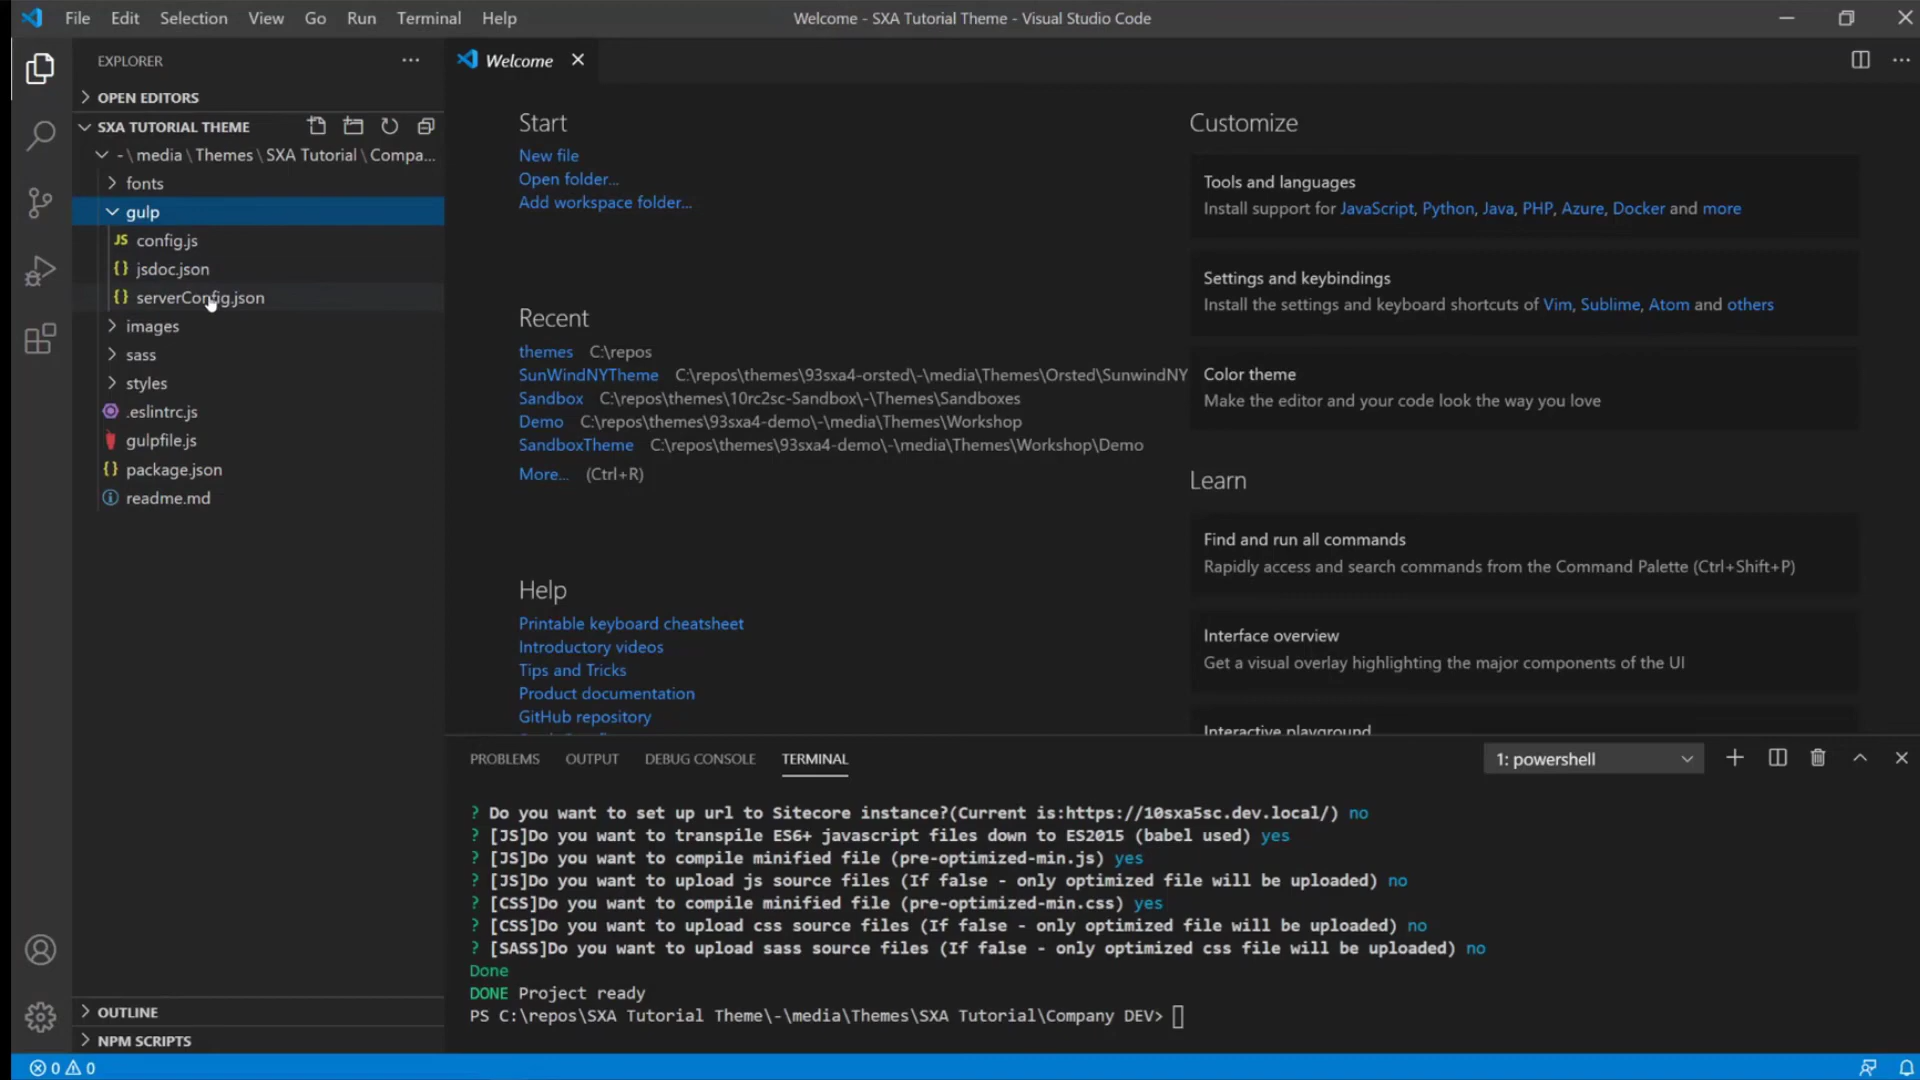 File Edit Selection View Go Run Terminal Help
Welcome - SXA Tutorial Theme - Visual Studio Code
EXPLORER
OPEN EDITORS
SXA TUTORIAL THEME
- \ media \ Themes \ SXA Tutorial \ Compa...
fonts
gulp
JS config.js
{} jsdoc.json
{} serverConfig.json
images
sass
styles
.eslintrc.js
gulpfile.js
{} package.json
readme.md
OUTLINE
NPM SCRIPTS
Welcome
Start
New file
Open folder...
Add workspace folder...
Recent
themes C:\repos
SunWindNYTheme C:\repos\themes\93sxa4-orsted\-\media\Themes\Orsted\SunwindNY
Sandbox C:\repos\themes\10rc2sc-Sandbox\-\Themes\Sandboxes
Demo C:\repos\themes\93sxa4-demo\-\media\Themes\Workshop
SandboxTheme C:\repos\themes\93sxa4-demo\-\media\Themes\Workshop\Demo
More... (Ctrl+R)
Help
Printable keyboard cheatsheet
Introductory videos
Tips and Tricks
Product documentation
GitHub repository
Customize
Tools and languages
Install support for JavaScript, Python, Java, PHP, Azure, Docker and more
Settings and keybindings
Install the settings and keyboard shortcuts of Vim, Sublime, Atom and others
Color theme
Make the editor and your code look the way you love
Learn
Find and run all commands
Rapidly access and search commands from the Command Palette (Ctrl+Shift+P)
Interface overview
Get a visual overlay highlighting the major components of the UI
Interactive playground
PROBLEMS OUTPUT DEBUG CONSOLE TERMINAL
1: powershell
? Do you want to set up url to Sitecore instance?(Current is:https://10sxa5sc.dev.local/) no
? [JS]Do you want to transpile ES6+ javascript files down to ES2015 (babel used) yes
? [JS]Do you want to compile minified file (pre-optimized-min.js) yes
? [JS]Do you want to upload js source files (If false - only optimized file will be uploaded) no
? [CSS]Do you want to compile minified file (pre-optimized-min.css) yes
? [CSS]Do you want to upload css source files (If false - only optimized file will be uploaded) no
? [SASS]Do you want to upload sass source files (If false - only optimized css file will be uploaded) no
Done
DONE Project ready
PS C:\repos\SXA Tutorial Theme\-\media\Themes\SXA Tutorial\Company DEV>
0 0